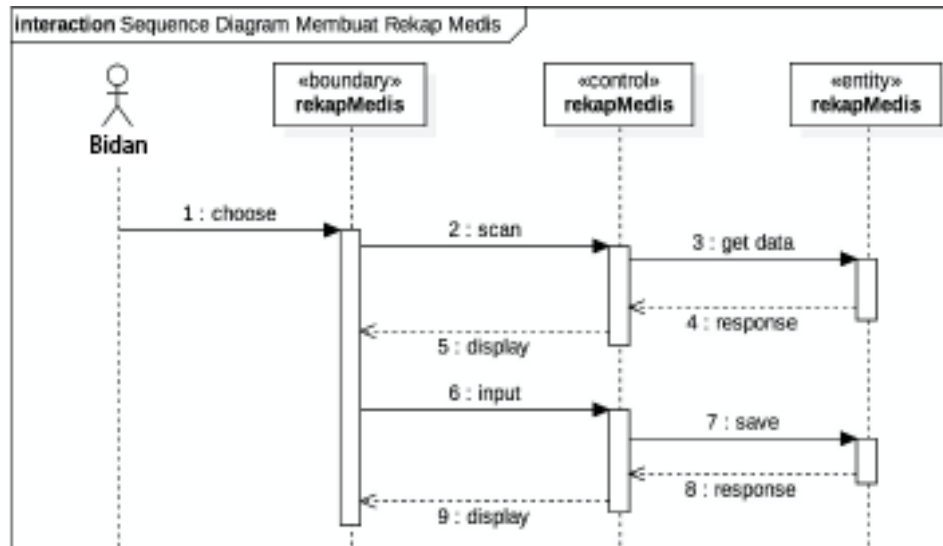 interaction Sequence Diagram Membuat Rekap Medis
«boundary»
rekapMedis
«control»
rekapMedis
«entity»
rekapMedis
Bidan
1 : choose
2 : scan
3 : get data
4 : response
5 : display
6 : input
7 : save
8 : response
9 : display